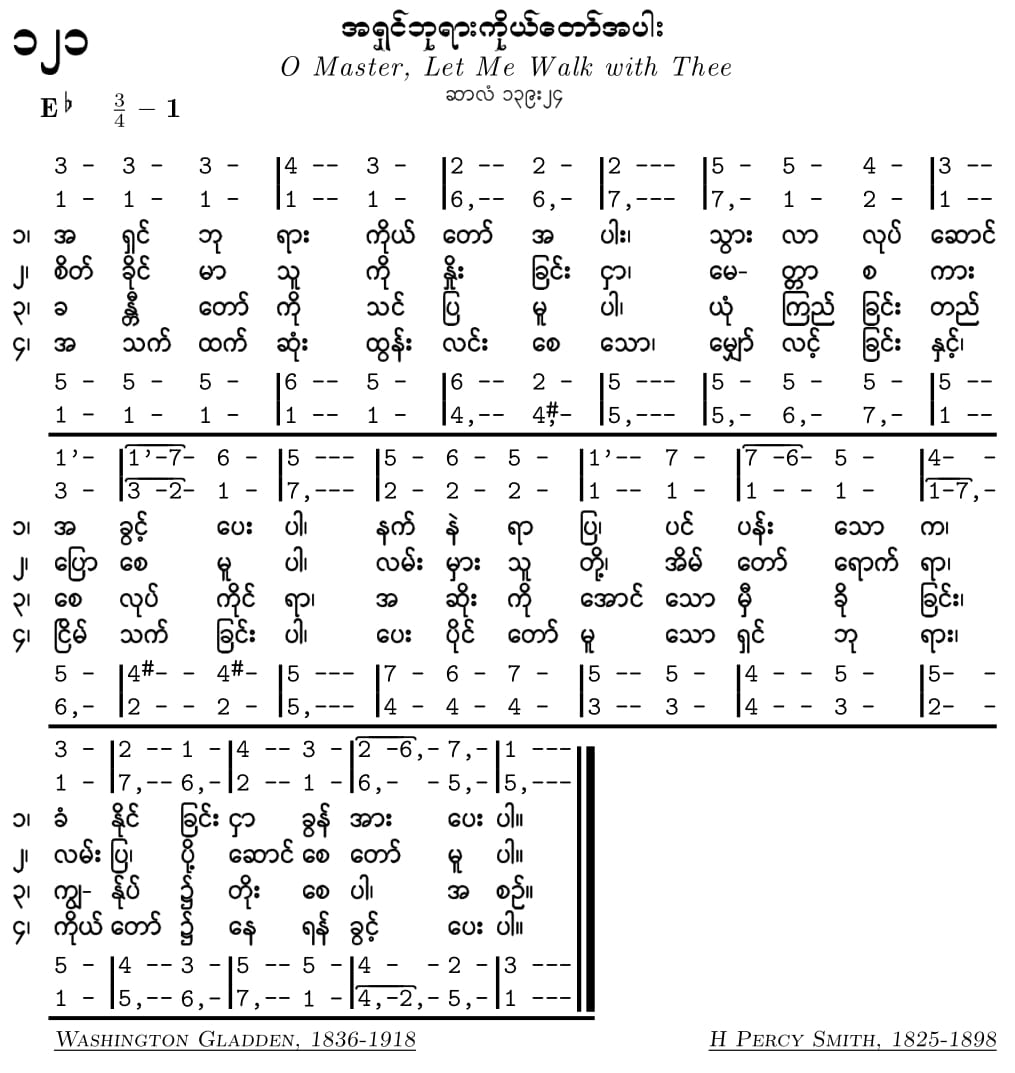 ၁၂၁
အရှင်ဘုရားကိုယ်တော်အပါး
O Master, Let Me Walk with Thee
ဆာလံ ၁၃၉း၂၄
E♭ 3/4 – 1
3 – 3 – 3 – |4 –– 3 – |2 –– 2 – |2 ––– |5 – 5 – 4 – |3 ––
1 – 1 – 1 – |1 –– 1 – |6,–– 6,– |7,––– |7,– 1 – 2 – |1 ––
၁၊ အ ရှင် ဘု ရား ကိုယ် တော် အ ပါး၊ သွား လာ လုပ် ဆောင်
၂၊ စိတ် ခိုင် မာ သူ ကို နှိုး ခြင်း ငှာ၊ မေ- တ္တာ စ ကား
၃၊ ခ န္တီ တော် ကို သင် ပြ မူ ပါ၊ ယုံ ကြည် ခြင်း တည်
၄၊ အ သက် ထက် ဆုံး ထွန်း လင်း စေ သော၊ မျှော် လင့် ခြင်း နှင့်၊
5 – 5 – 5 – |6 –– 5 – |6 –– 2 – |5 ––– |5 – 5 – 5 – |5 ––
1 – 1 – 1 – |1 –– 1 – |4,–– 4#,– |5,––– |5,– 6,– 7,– |1 ––
1’– |1’–7– 6 – |5 ––– |5 – 6 – 5 – |1’–– 7 – |7 –6– 5 – |4– –
3 – |3 –2– 1 – |7,––– |2 – 2 – 2 – |1 –– 1 – |1 – – 1 – |1–7,–
၁၊ အ ခွင့် ပေး ပါ၊ နက် နဲ ရာ ပြ၊ ပင် ပန်း သော က၊
၂၊ ပြော စေ မူ ပါ၊ လမ်း မှား သူ တို့၊ အိမ် တော် ရောက် ရာ၊
၃၊ စေ လုပ် ကိုင် ရာ၊ အ ဆိုး ကို အောင် သော မှီ ခို ခြင်း၊
၄၊ ငြိမ် သက် ခြင်း ပါ၊ ပေး ပိုင် တော် မူ သော ရှင် ဘု ရား၊
5 – |4#– – 4#– |5 ––– |7 – 6 – 7 – |5 –– 5 – |4 – – 5 – |5– –
6,– |2 – – 2 – |5,––– |4 – 4 – 4 – |3 –– 3 – |4 – – 3 – |2– –
3 – |2 –– 1 – |4 –– 3 – |2 –6,– 7,– |1 –––
1 – |7,–– 6,– |2 –– 1 – |6,– – 5,– |5,–––
၁၊ ခံ နိုင် ခြင်း ငှာ ခွန် အား ပေး ပါ။
၂၊ လမ်း ပြ၊ ပို့ ဆောင် စေ တော် မူ ပါ။
၃၊ ကျွ- န်ုပ် ၌ တိုး စေ ပါ၊ အ စဉ်။
၄၊ ကိုယ် တော် ၌ နေ ရန် ခွင့် ပေး ပါ။
5 – |4 –– 3 – |5 –– 5 – |4 – – 2 – |3 –––
1 – |5,–– 6,– |7,–– 1 – |4,–2,– 5,– |1 –––
Washington Gladden, 1836-1918
H Percy Smith, 1825-1898